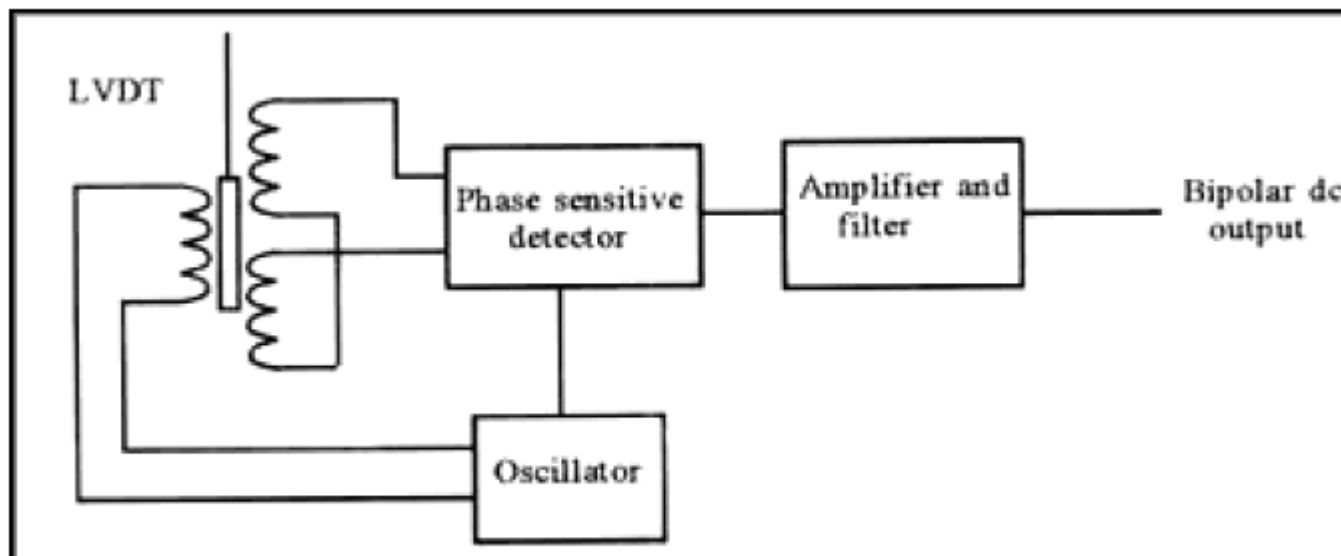 LVDT
Phase sensitive
detector
Amplifier and
filter
Bipolar dc
output
Oscillator